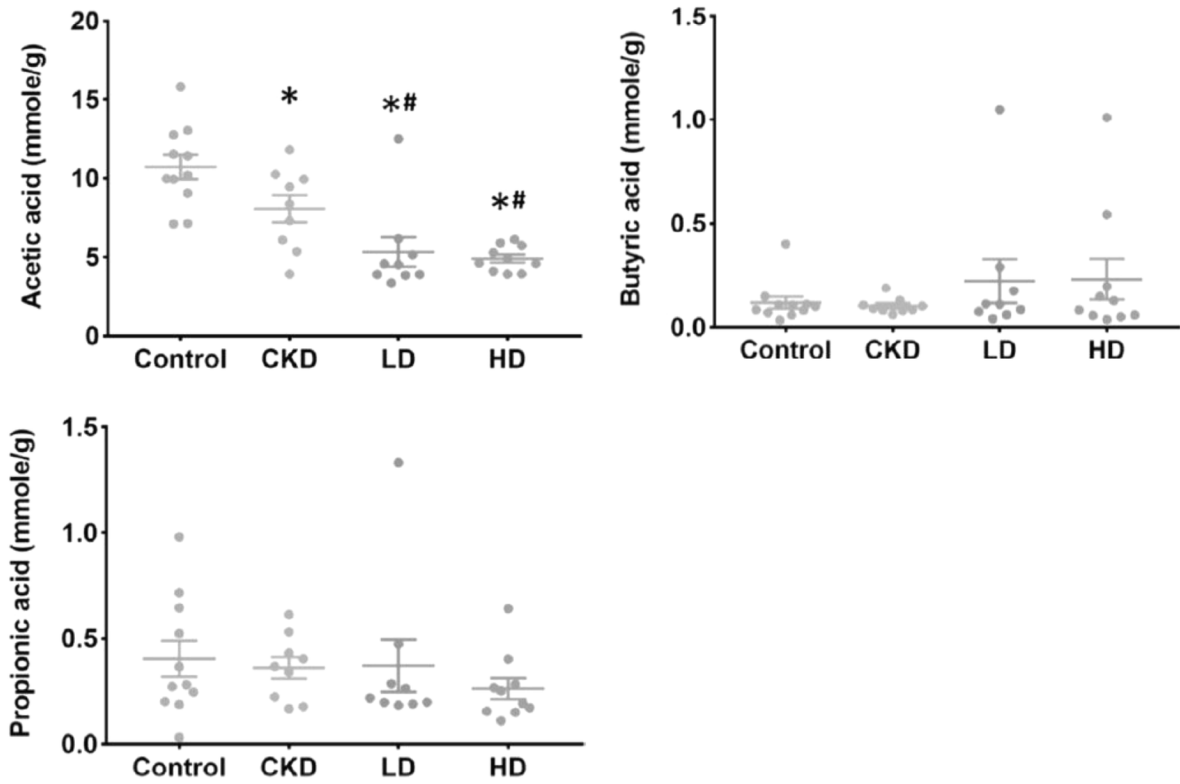 Acetic acid (mmole/g)
20
15
10
5
0
*
*#
*#
Control CKD LD HD
Butyric acid (mmole/g)
1.5
1.0
0.5
0.0
Control CKD LD HD
Propionic acid (mmole/g)
1.5
1.0
0.5
0.0
Control CKD LD HD